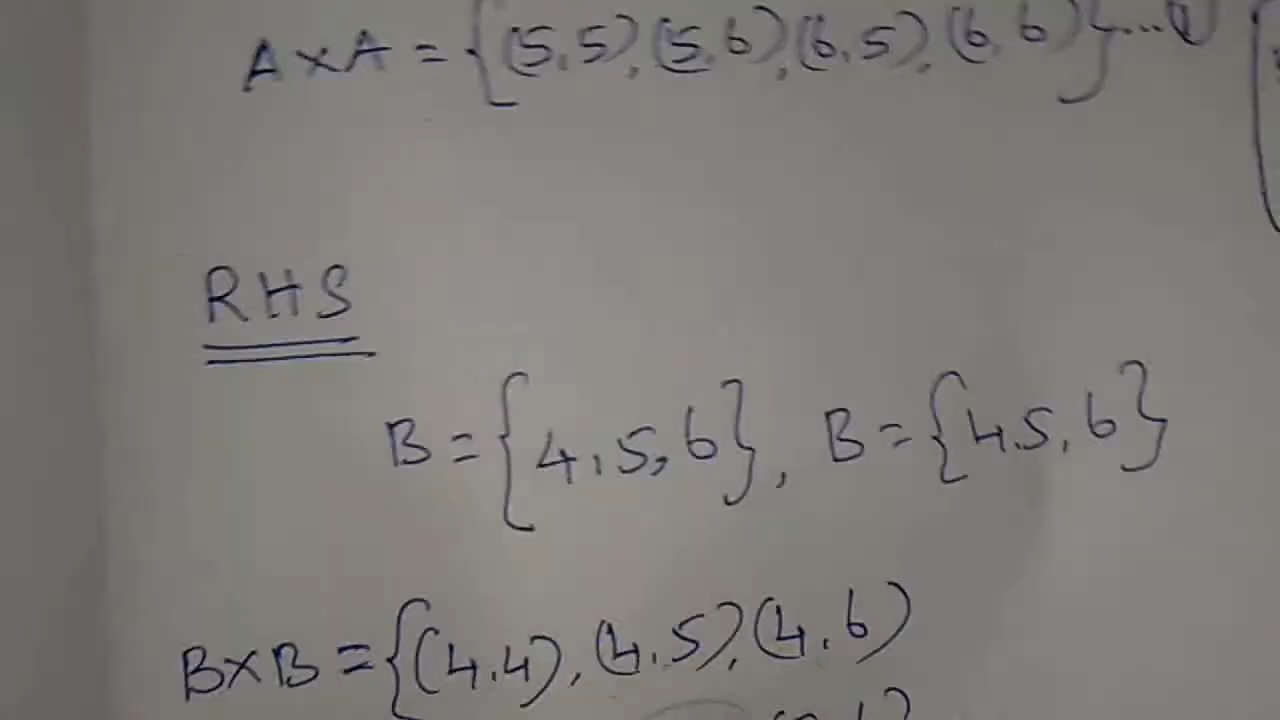 A×A = {(5,5), (5,6), (6,5), (6,6)}...①
RHS
B = {4,5,6}, B = {4,5,6}
B×B = {(4,4), (4,5), (4,6)